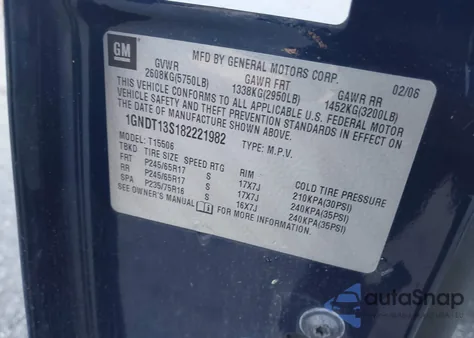 GM
MFD BY GENERAL MOTORS CORP. 02/06
GVWR GAWR FRT GAWR RR
2608KG(5750LB) 1338KG(2950LB) 1452KG(3200LB)
THIS VEHICLE CONFORMS TO ALL APPLICABLE U.S. FEDERAL MOTOR
VEHICLE SAFETY AND THEFT PREVENTION STANDARDS IN EFFECT ON
THE DATE OF MANUFACTURE SHOWN ABOVE.
1GNDT13S182221982 TYPE: M.P.V.
MODEL: T15506
TBKD TIRE SIZE SPEED RTG RIM COLD TIRE PRESSURE
FRT P245/65R17 S 17X7J 210KPA(30PSI)
RR P245/65R17 S 17X7J 240KPA(35PSI)
SP P235/75R16 S 16X7J 240KPA(35PSI)
SEE OWNER'S MANUAL i FOR MORE INFORMATION.
autoSnap